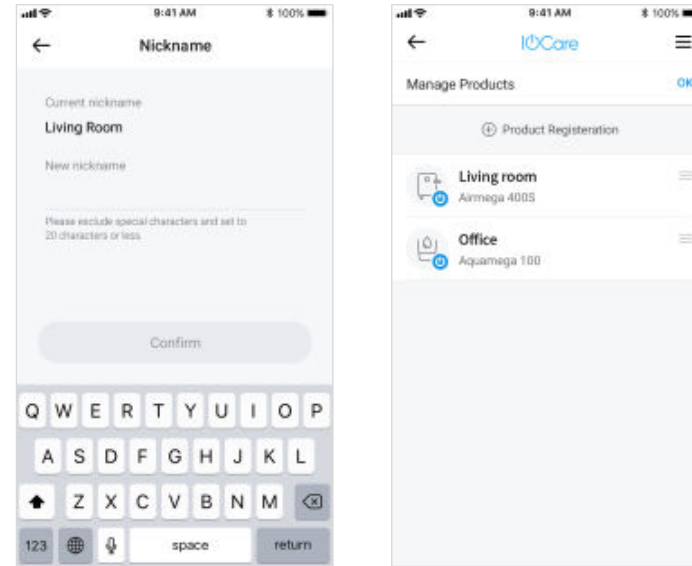 9:41 AM
100%
Nickname
Current nickname
Living Room
New nickname
Please exclude special characters and set to
20 characters or less.
Confirm
Q W E R T Y U I O P
A S D F G H J K L
Z X C V B N M
123
space
return
9:41 AM
100%
IOCare
Manage Products
OK
Product Registeration
Living room
Airmega 400S
Office
Aquamega 100